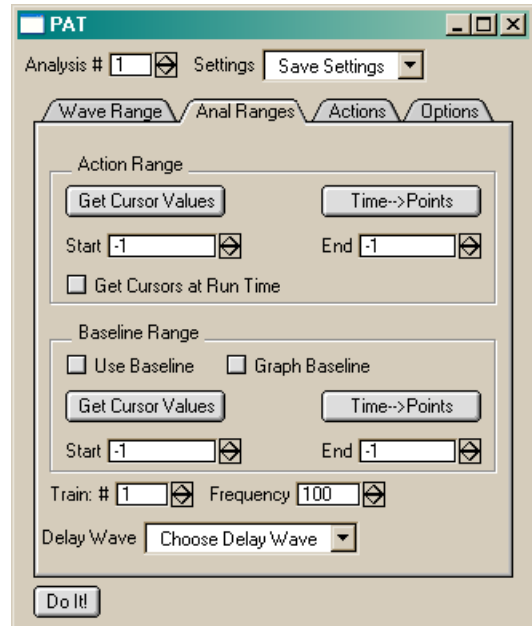 PAT
Analysis # 1 Settings Save Settings
Wave Range Anal Ranges Actions Options
Action Range
Get Cursor Values Time-->Points
Start -1 End -1
Get Cursors at Run Time
Baseline Range
Use Baseline Graph Baseline
Get Cursor Values Time-->Points
Start -1 End -1
Train: # 1 Frequency 100
Delay Wave Choose Delay Wave
Do It!